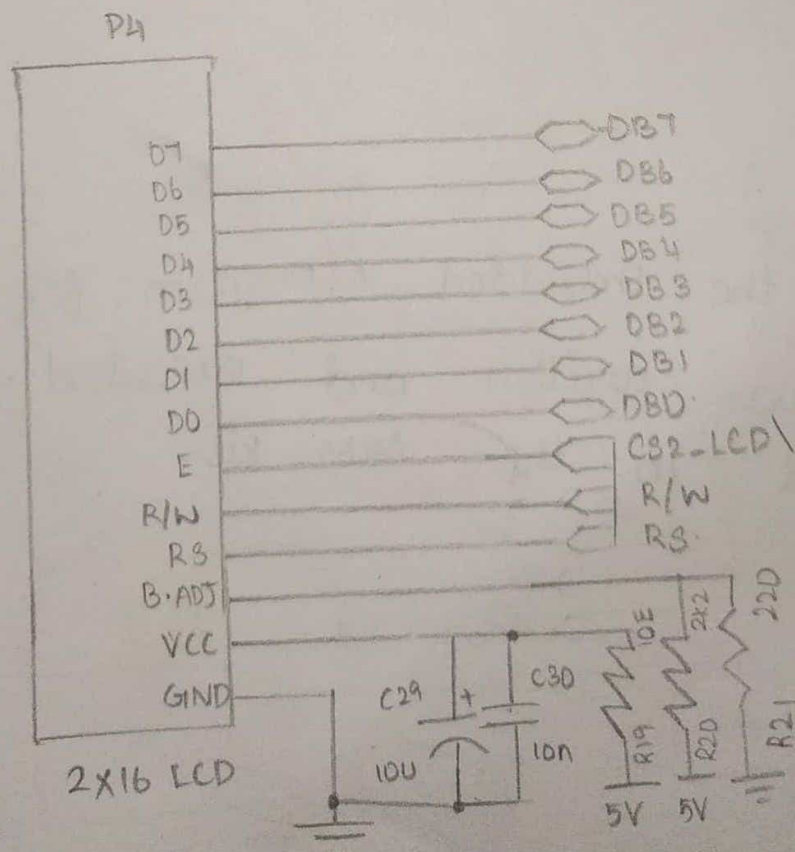 P4
D7 DB7
D6 DB6
D5 DB5
D4 DB4
D3 DB3
D2 DB2
D1 DB1
D0 DB0
E CS2-LCD\
R/W R/W
RS RS
B.ADJ
VCC
GND
C29
+
10U
C30
10n
10E
R19
5V
2k2
R20
5V
220
R21
2X16 LCD